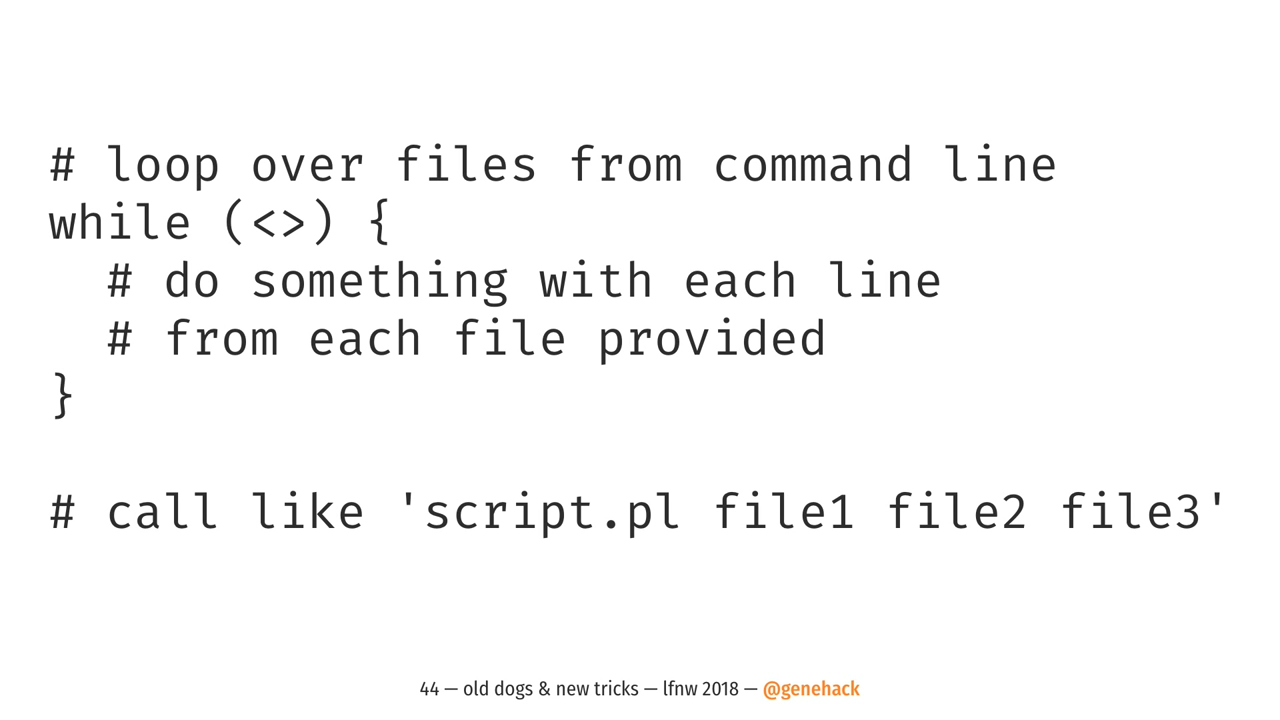 # loop over files from command line
while (<>) {
  # do something with each line
  # from each file provided
}
# call like 'script.pl file1 file2 file3'
44 — old dogs & new tricks — lfnw 2018 — @genehack